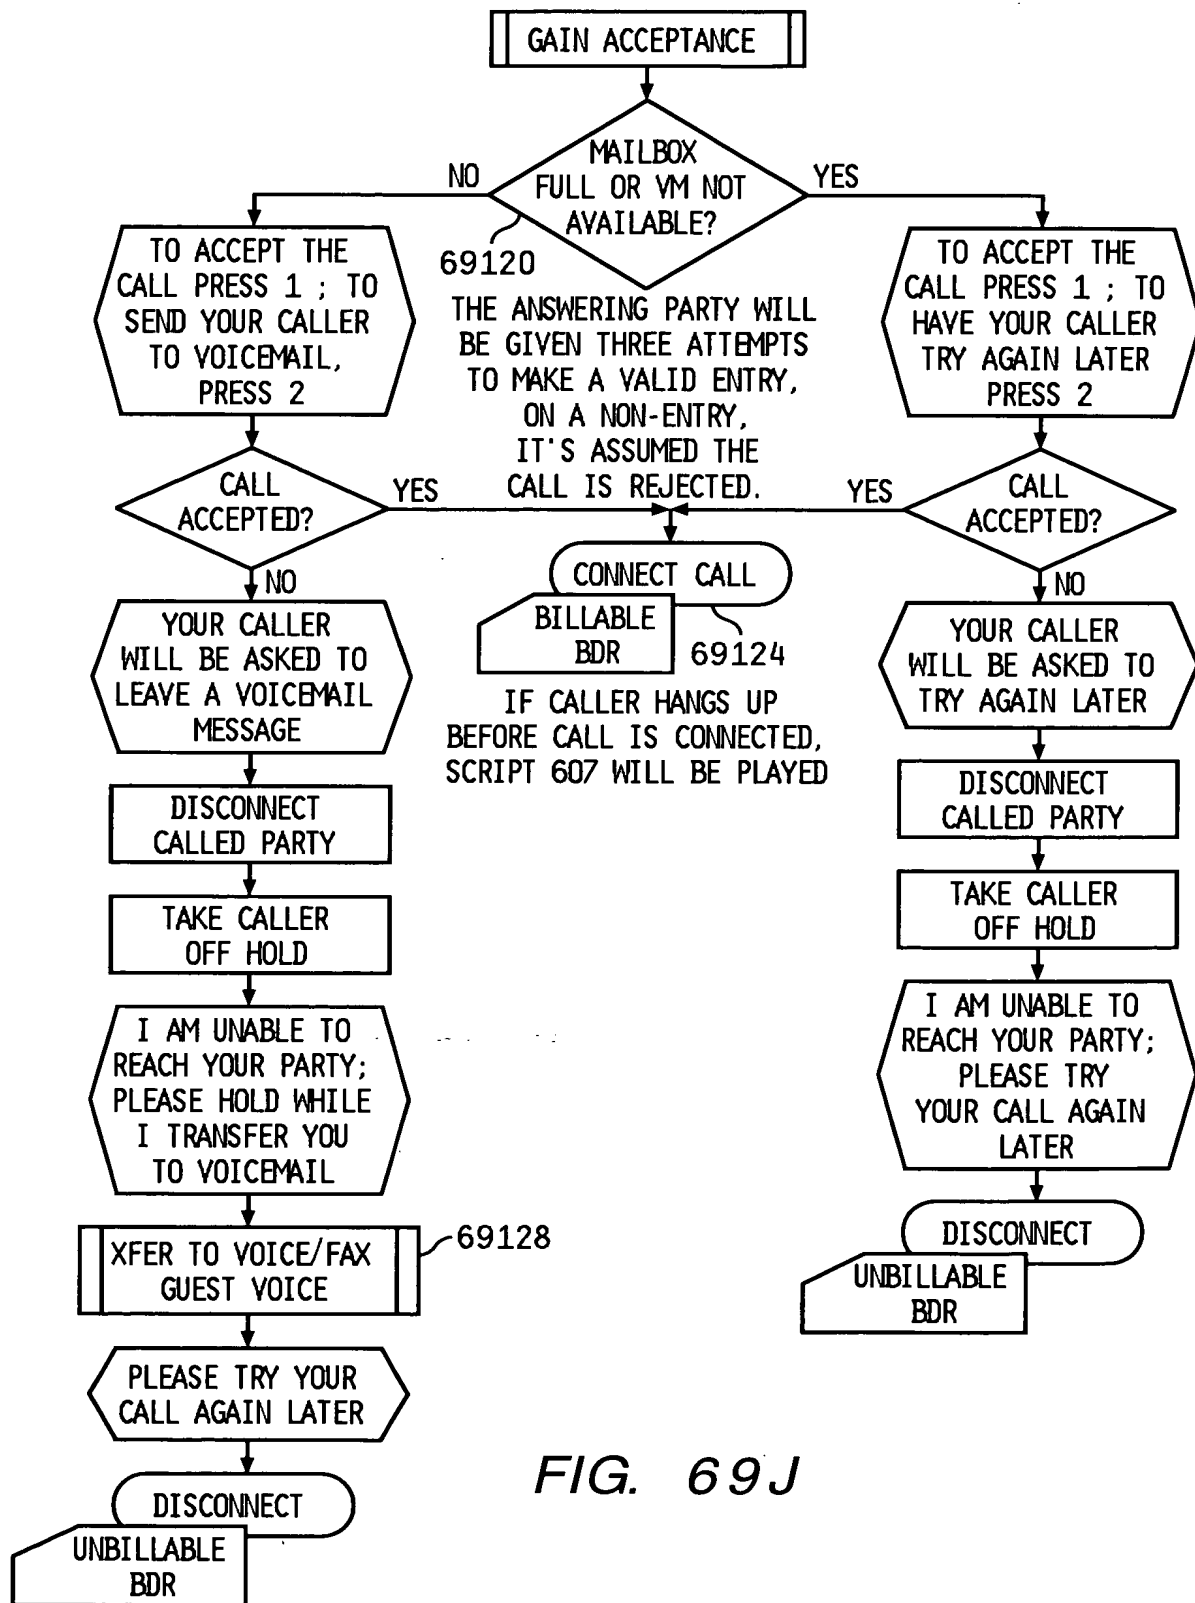 GAIN ACCEPTANCE
MAILBOX
FULL OR VM NOT
AVAILABLE?
NO
YES
69120
TO ACCEPT THE
CALL PRESS 1 ; TO
SEND YOUR CALLER
TO VOICEMAIL,
PRESS 2
THE ANSWERING PARTY WILL
BE GIVEN THREE ATTEMPTS
TO MAKE A VALID ENTRY,
ON A NON-ENTRY,
IT'S ASSUMED THE
CALL IS REJECTED.
TO ACCEPT THE
CALL PRESS 1 ; TO
HAVE YOUR CALLER
TRY AGAIN LATER
PRESS 2
CALL
ACCEPTED?
YES
NO
YES
CALL
ACCEPTED?
NO
CONNECT CALL
BILLABLE
BDR
69124
IF CALLER HANGS UP
BEFORE CALL IS CONNECTED,
SCRIPT 607 WILL BE PLAYED
YOUR CALLER
WILL BE ASKED TO
LEAVE A VOICEMAIL
MESSAGE
DISCONNECT
CALLED PARTY
TAKE CALLER
OFF HOLD
I AM UNABLE TO
REACH YOUR PARTY;
PLEASE HOLD WHILE
I TRANSFER YOU
TO VOICEMAIL
XFER TO VOICE/FAX
GUEST VOICE
69128
PLEASE TRY YOUR
CALL AGAIN LATER
DISCONNECT
UNBILLABLE
BDR
YOUR CALLER
WILL BE ASKED TO
TRY AGAIN LATER
DISCONNECT
CALLED PARTY
TAKE CALLER
OFF HOLD
I AM UNABLE TO
REACH YOUR PARTY;
PLEASE TRY
YOUR CALL AGAIN
LATER
DISCONNECT
UNBILLABLE
BDR
FIG. 69J